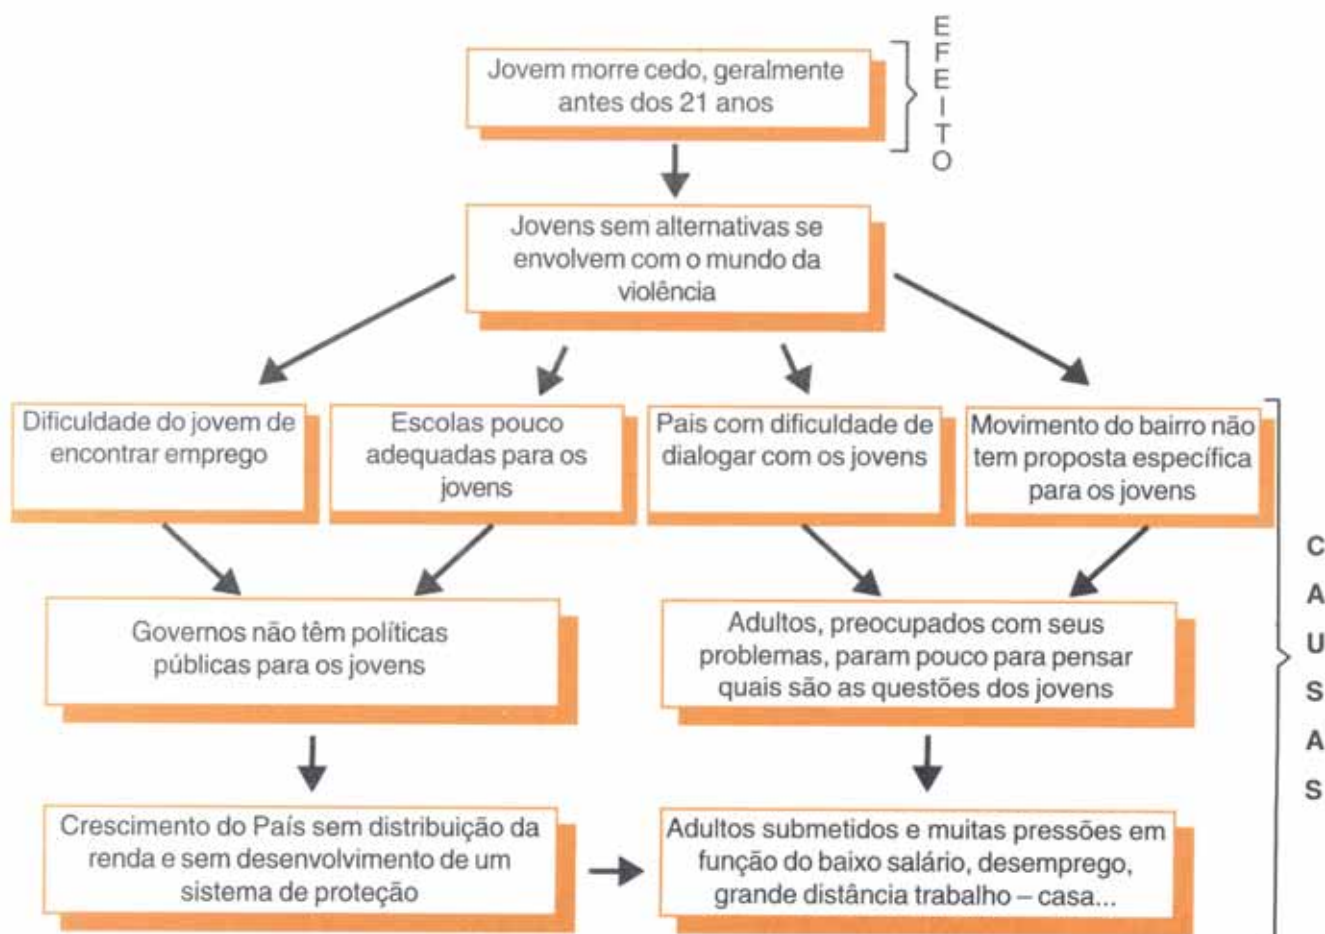 Jovem morre cedo, geralmente
antes dos 21 anos
EFEITO
Jovens sem alternativas se
envolvem com o mundo da
violência
Dificuldade do jovem de
encontrar emprego
Escolas pouco
adequadas para os
jovens
Pais com dificuldade de
dialogar com os jovens
Movimento do bairro não
tem proposta específica
para os jovens
Governos não têm políticas
públicas para os jovens
Adultos, preocupados com seus
problemas, param pouco para pensar
quais são as questões dos jovens
Crescimento do País sem distribuição da
renda e sem desenvolvimento de um
sistema de proteção
Adultos submetidos e muitas pressões em
função do baixo salário, desemprego,
grande distância trabalho – casa...
CAUSAS